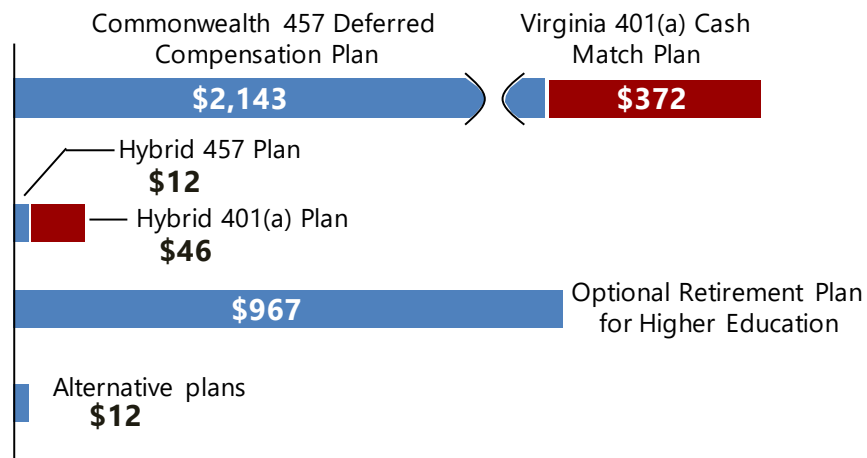 Commonwealth 457 Deferred
Compensation Plan
Virginia 401(a) Cash
Match Plan
$2,143
$372
Hybrid 457 Plan
$12
Hybrid 401(a) Plan
$46
$967
Optional Retirement Plan
for Higher Education
Alternative plans
$12